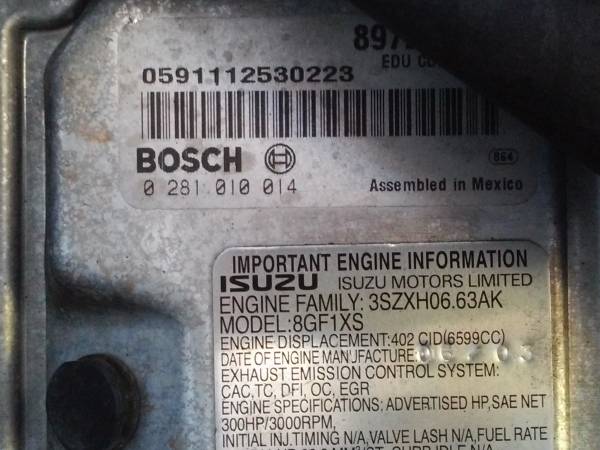 EDU
0591112530223
BOSCH
0 281 010 014
864
Assembled in Mexico
IMPORTANT ENGINE INFORMATION
ISUZU ISUZU MOTORS LIMITED
ENGINE FAMILY: 3SZXH06.63AK
MODEL:8GF1XS
ENGINE DISPLACEMENT:402 CID(6599CC)
DATE OF ENGINE MANUFACTURE:
EXHAUST EMISSION CONTROL SYSTEM:
CAC,TC, DFI, OC, EGR
ENGINE SPECIFICATIONS: ADVERTISED HP,SAE NET
300HP/3000RPM,
INITIAL INJ.TIMING N/A,VALVE LASH N/A,FUEL RATE